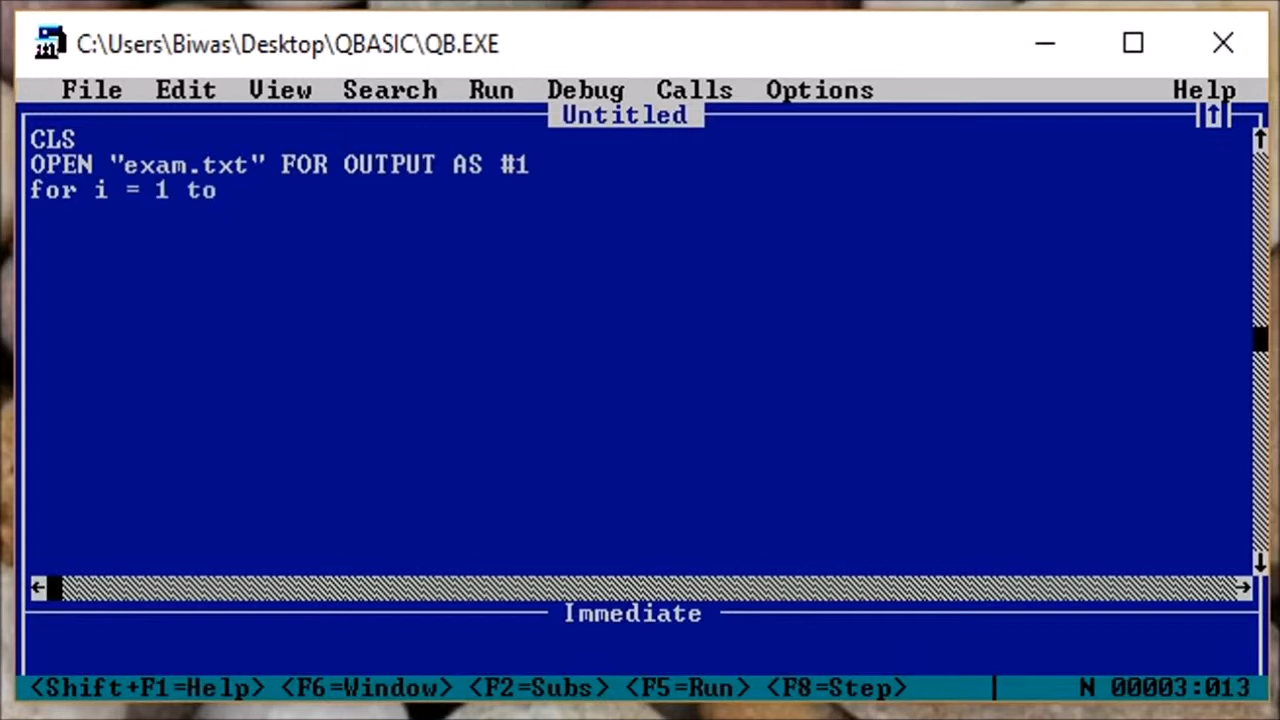 C:\Users\Biwas\Desktop\QBASIC\QB.EXE
File Edit View Search Run Debug Calls Options Help
Untitled
CLS
OPEN "exam.txt" FOR OUTPUT AS #1
for i = 1 to
Immediate
<Shift+F1=Help> <F6=Window> <F2=Subs> <F5=Run> <F8=Step> N 00003:013